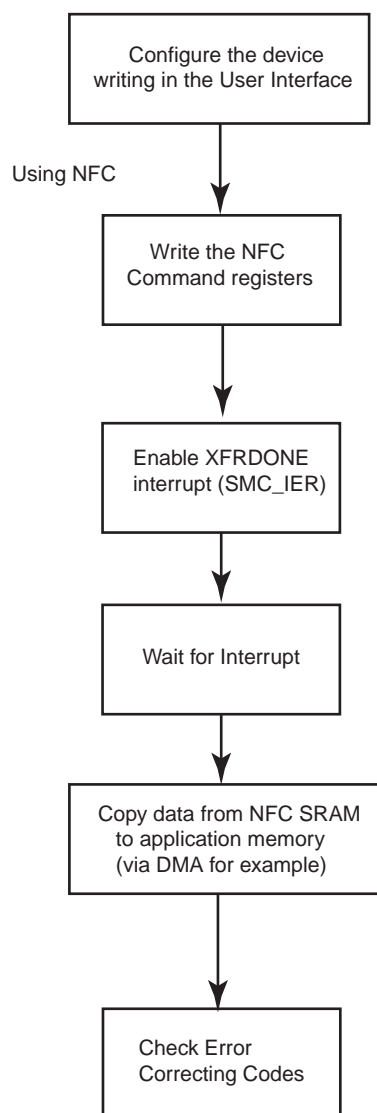 Configure the device
writing in the User Interface
Using NFC
Write the NFC
Command registers
Enable XFRDONE
interrupt (SMC_IER)
Wait for Interrupt
Copy data from NFC SRAM
to application memory
(via DMA for example)
Check Error
Correcting Codes